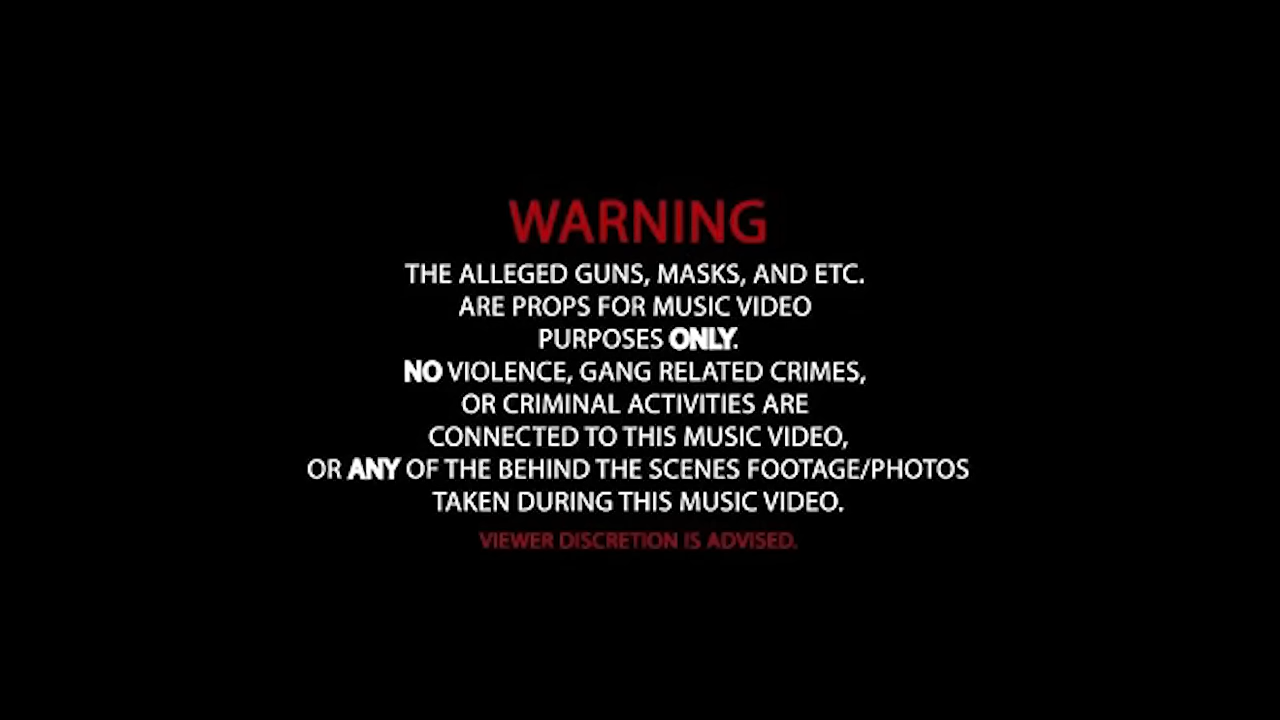 WARNING
THE ALLEGED GUNS, MASKS, AND ETC.
ARE PROPS FOR MUSIC VIDEO
PURPOSES ONLY.
NO VIOLENCE, GANG RELATED CRIMES,
OR CRIMINAL ACTIVITIES ARE
CONNECTED TO THIS MUSIC VIDEO,
OR ANY OF THE BEHIND THE SCENES FOOTAGE/PHOTOS
TAKEN DURING THIS MUSIC VIDEO.
VIEWER DISCRETION IS ADVISED.